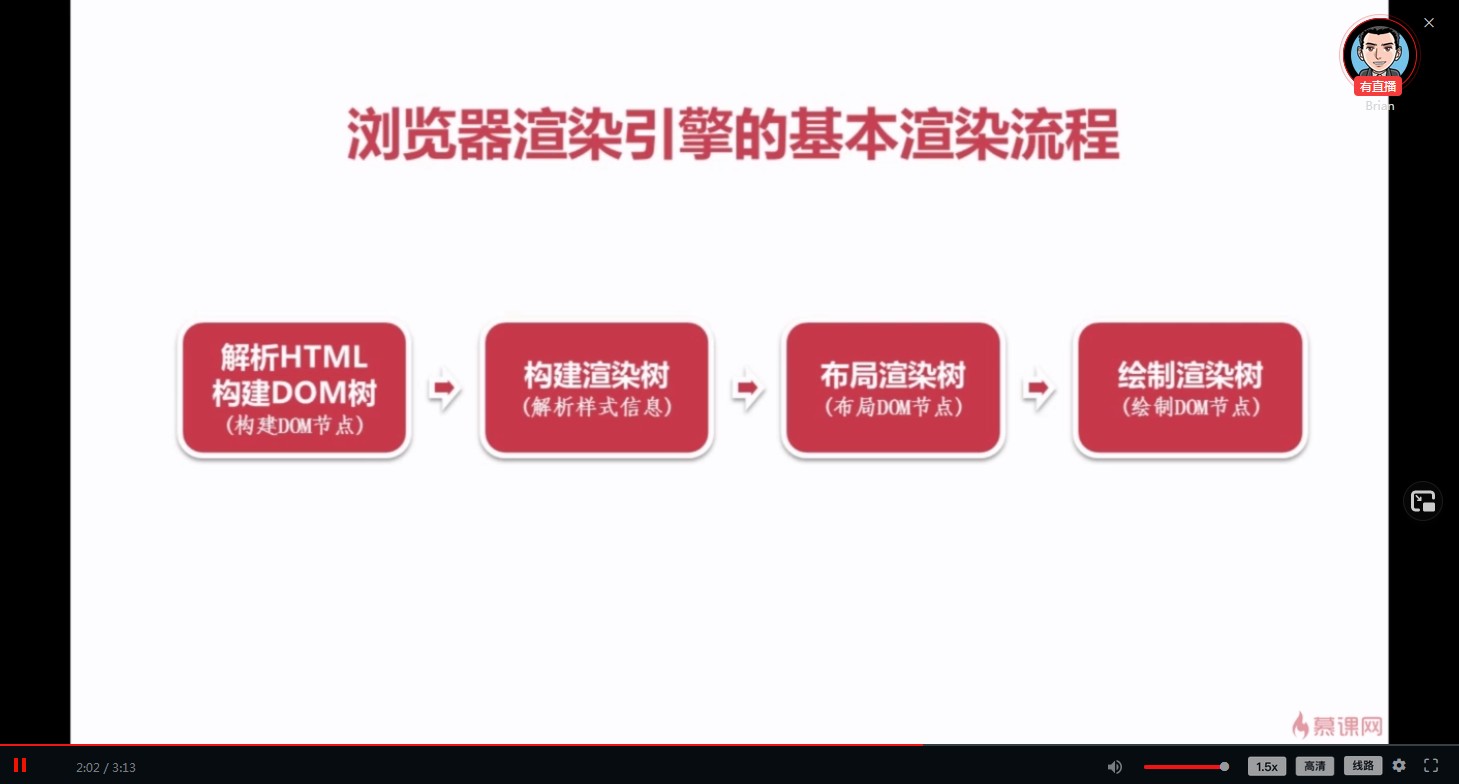 有直播
Brian
浏览器渲染引擎的基本渲染流程
解析HTML
构建DOM树
(构建DOM节点)
构建渲染树
(解析样式信息)
布局渲染树
(布局DOM节点)
绘制渲染树
(绘制DOM节点)
慕课网
2:02 / 3:13
1.5x
高清
线路